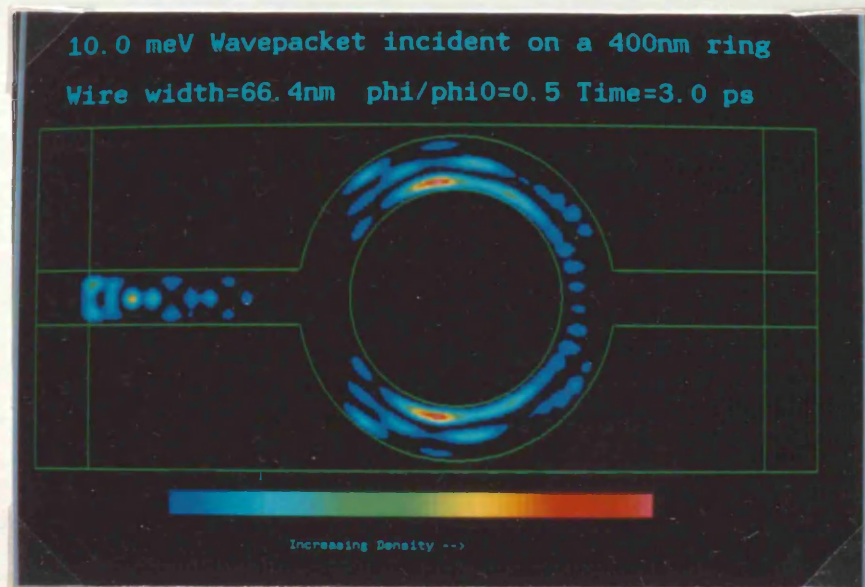 10.0 meV Wavepacket incident on a 400nm ring
Wire width=66.4nm phi/phi0=0.5 Time=3.0 ps
Increasing Density -->